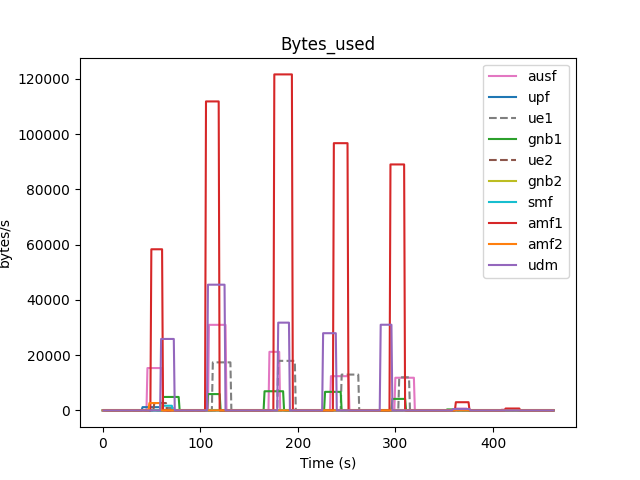 Bytes_used
120000
100000
80000
60000
40000
20000
0
bytes/s
0
100
200
300
400
Time (s)
ausf
upf
ue1
gnb1
ue2
gnb2
smf
amf1
amf2
udm